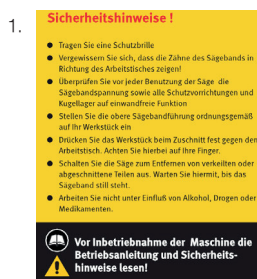 1.
Sicherheitshinweise !
● Tragen Sie eine Schutzbrille
● Vergewissern Sie sich, dass die Zähne des Sägebands in
Richtung des Arbeitstisches zeigen!
● Überprüfen Sie vor jeder Benutzung der Säge die
Sägebandspannung sowie alle Schutzvorrichtungen und
Kugellager auf einwandfreie Funktion
● Stellen Sie die obere Sägebandführung ordnungsgemäß
auf Ihr Werkstück ein
● Drücken Sie das Werkstück beim Zuschnitt fest gegen den
Arbeitstisch. Achten Sie hierbei auf Ihre Finger.
● Schalten Sie die Säge zum Entfernen von verkeilten oder
abgeschnittene Teilen aus. Warten Sie hiermit, bis das
Sägeband still steht.
● Arbeiten Sie nicht unter Einfluß von Alkohol, Drogen oder
Medikamenten.
Vor Inbetriebnahme der Maschine die
Betriebsanleitung und Sicherheits-
hinweise lesen!